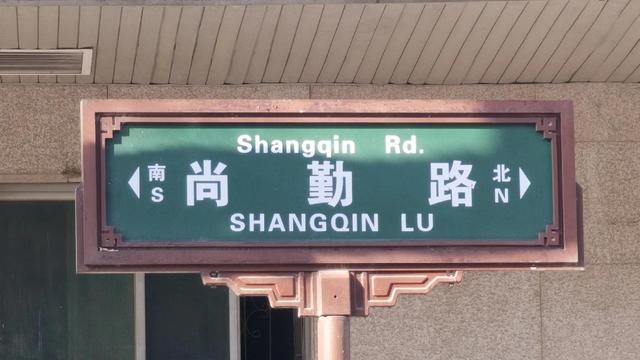 Shangqin Rd.
南 尚勤路 北
S N
SHANGQIN LU